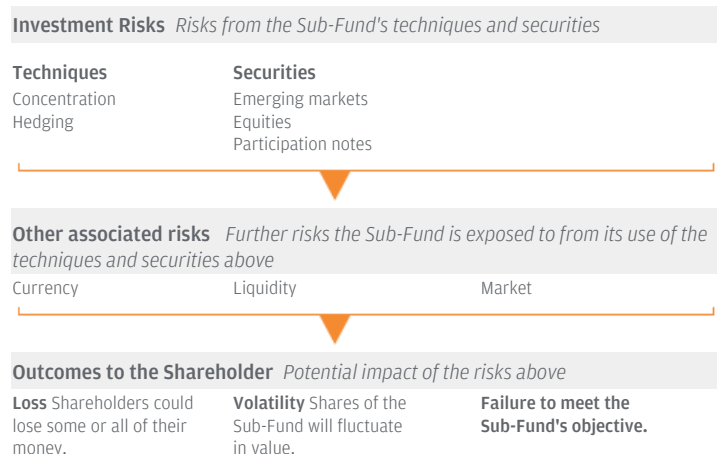 Investment Risks Risks from the Sub-Fund's techniques and securities
Techniques
Concentration
Hedging
Securities
Emerging markets
Equities
Participation notes
Other associated risks Further risks the Sub-Fund is exposed to from its use of the
techniques and securities above
Currency Liquidity Market
Outcomes to the Shareholder Potential impact of the risks above
Loss Shareholders could
lose some or all of their
money.
Volatility Shares of the
Sub-Fund will fluctuate
in value.
Failure to meet the
Sub-Fund's objective.